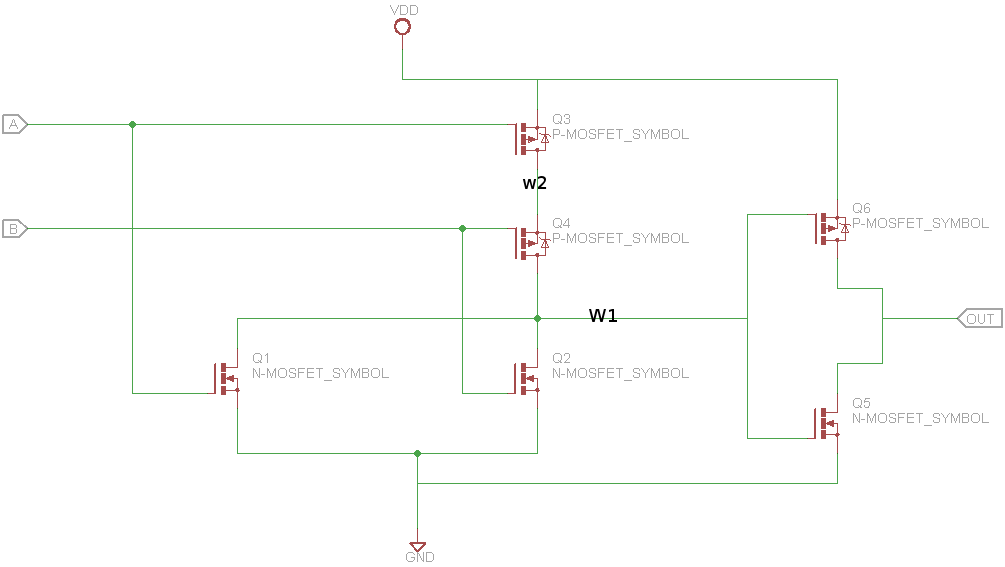 VDD
A
Q3
P-MOSFET_SYMBOL
w2
B
Q4
P-MOSFET_SYMBOL
Q6
P-MOSFET_SYMBOL
W1
OUT
Q1
N-MOSFET_SYMBOL
Q2
N-MOSFET_SYMBOL
Q5
N-MOSFET_SYMBOL
GND